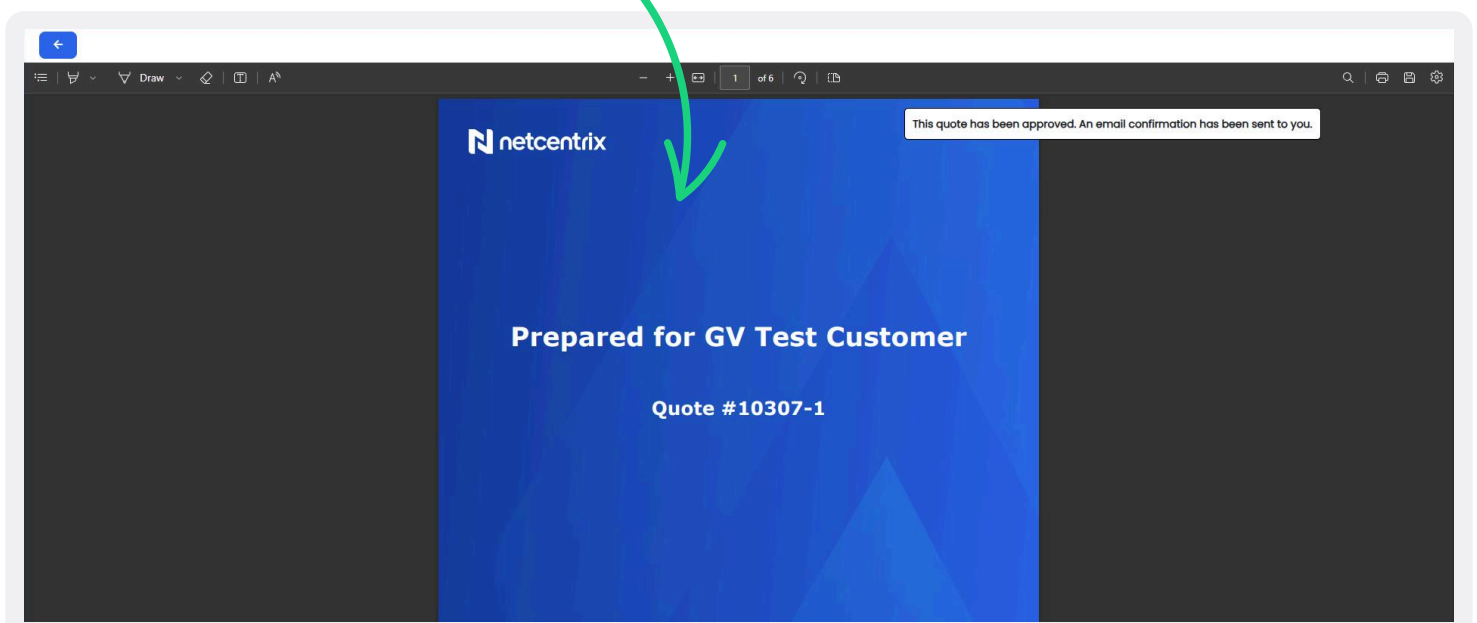 Draw
1 of 6
netcentrix
This quote has been approved. An email confirmation has been sent to you.
Prepared for GV Test Customer
Quote #10307-1